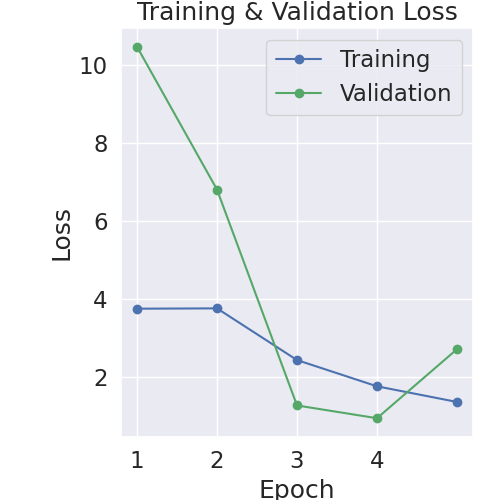 Training & Validation Loss
Training
Validation
Loss
10
8
6
4
2
1 2 3 4
Epoch